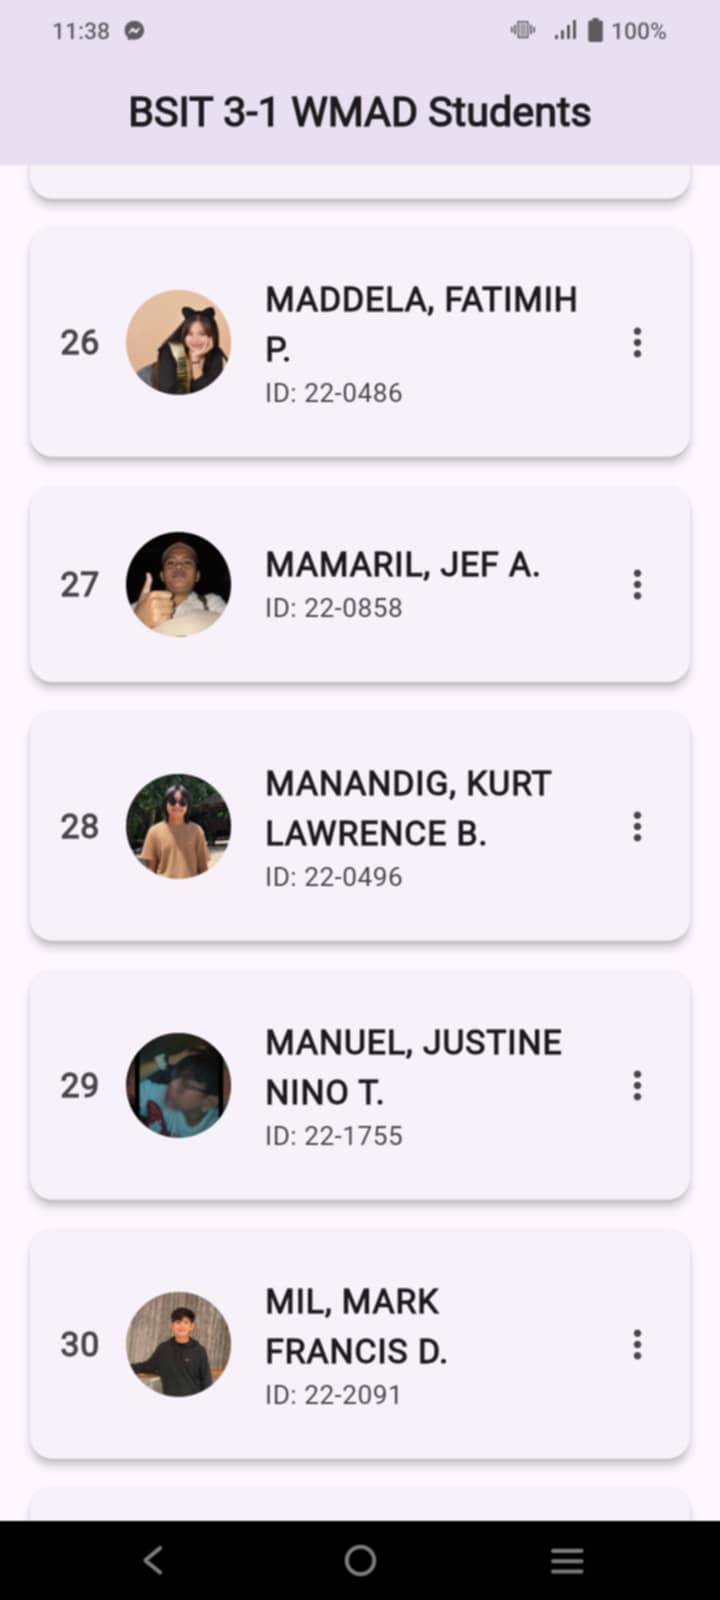 11:38 100%
BSIT 3-1 WMAD Students
26
MADDELA, FATIMIH
P.
ID: 22-0486
27
MAMARIL, JEF A.
ID: 22-0858
28
MANANDIG, KURT
LAWRENCE B.
ID: 22-0496
29
MANUEL, JUSTINE
NINO T.
ID: 22-1755
30
MIL, MARK
FRANCIS D.
ID: 22-2091